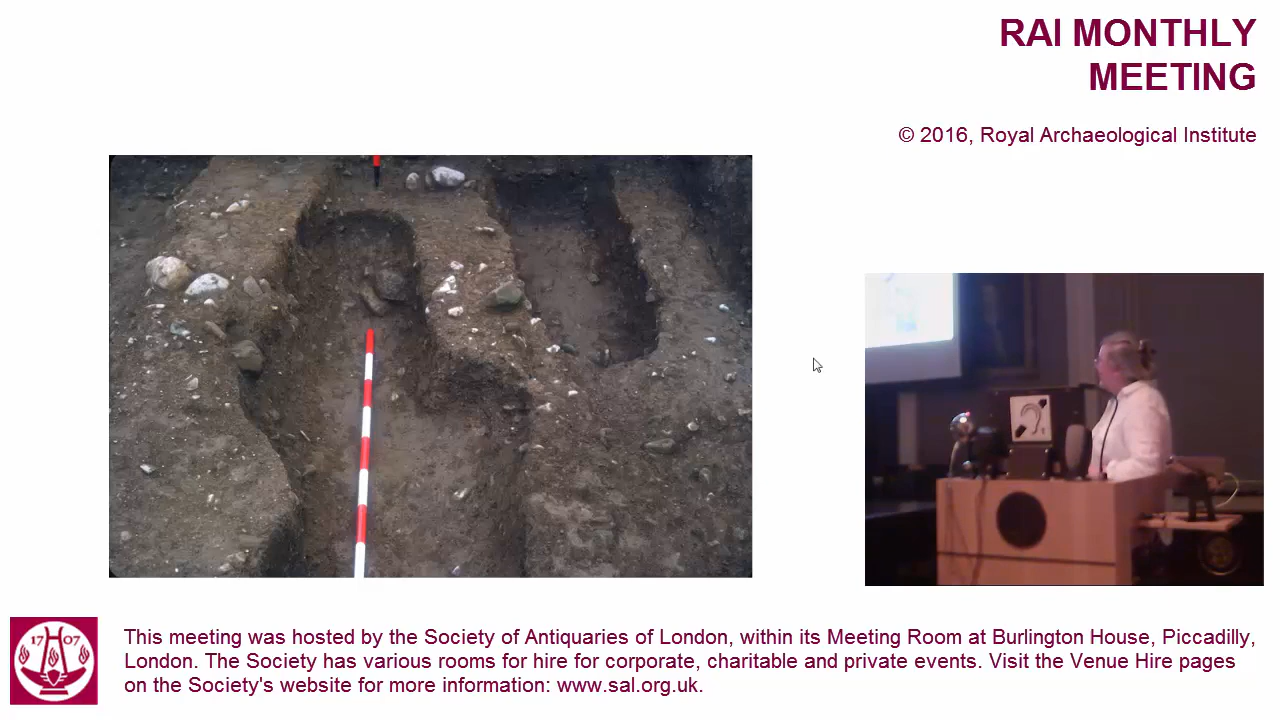 RAI MONTHLY
MEETING
© 2016, Royal Archaeological Institute
17 07
This meeting was hosted by the Society of Antiquaries of London, within its Meeting Room at Burlington House, Piccadilly,
London. The Society has various rooms for hire for corporate, charitable and private events. Visit the Venue Hire pages
on the Society's website for more information: www.sal.org.uk.